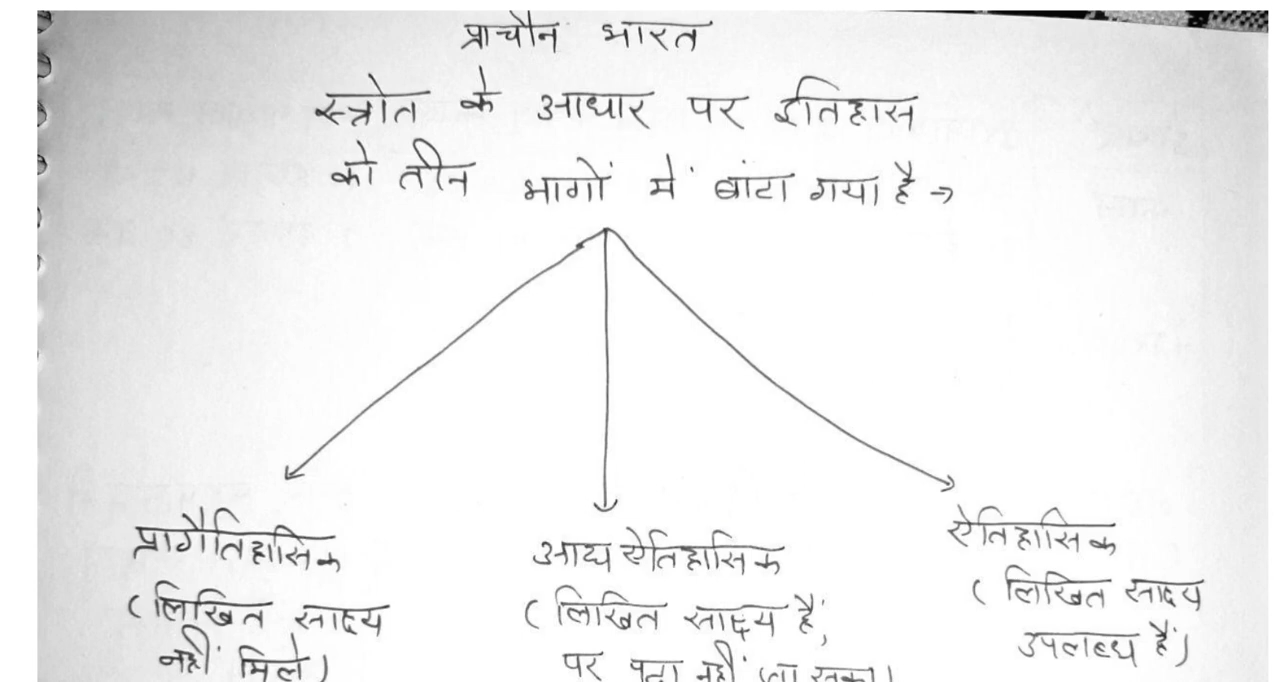 प्राचीन भारत
स्त्रोत के आधार पर इतिहास
को तीन भागों में बांटा गया है →
प्रागैतिहासिक
(लिखित साक्ष्य
नहीं मिले)
आद्य ऐतिहासिक
(लिखित साक्ष्य हैं,
पर पढा नहीं जा सका)
ऐतिहासिक
(लिखित साक्ष्य
उपलब्ध हैं)